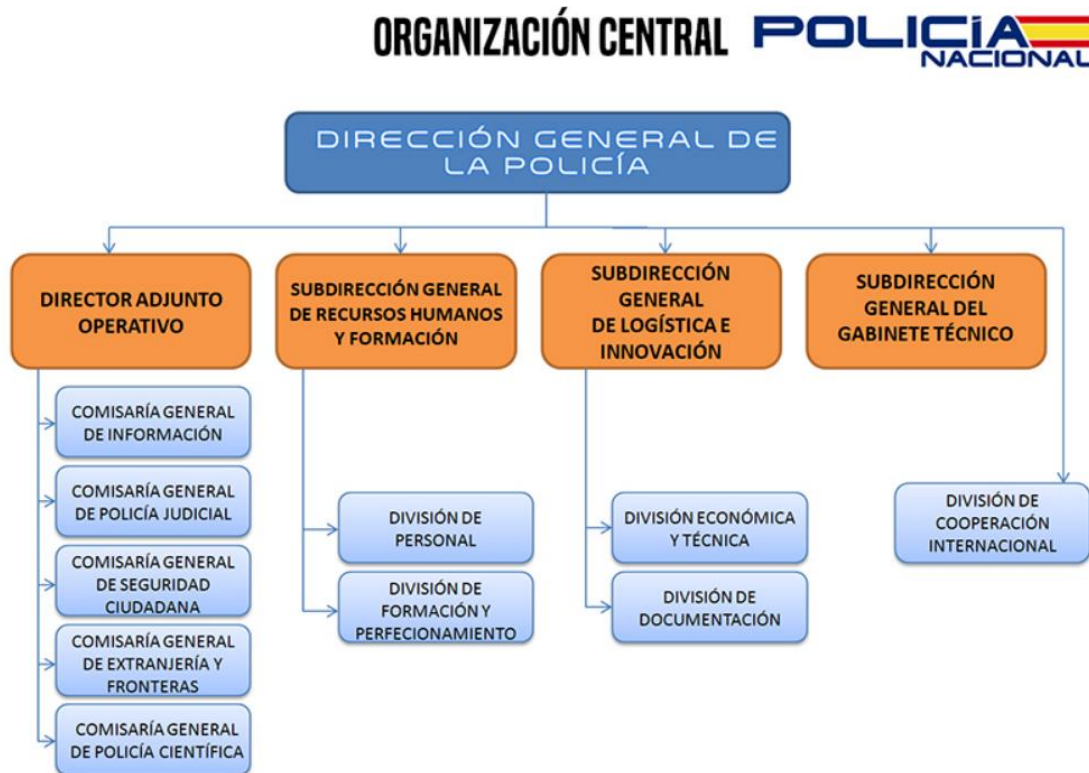 ORGANIZACIÓN CENTRAL
POLICÍA
NACIONAL
DIRECCIÓN GENERAL DE
LA POLICÍA
DIRECTOR ADJUNTO
OPERATIVO
SUBDIRECCIÓN GENERAL
DE RECURSOS HUMANOS
Y FORMACIÓN
SUBDIRECCIÓN
GENERAL
DE LOGÍSTICA E
INNOVACIÓN
SUBDIRECCIÓN
GENERAL DEL
GABINETE TÉCNICO
COMISARÍA GENERAL
DE INFORMACIÓN
COMISARÍA GENERAL
DE POLICÍA JUDICIAL
COMISARÍA GENERAL
DE SEGURIDAD
CIUDADANA
COMISARÍA GENERAL
DE EXTRANJERÍA Y
FRONTERAS
COMISARÍA GENERAL
DE POLICÍA CIENTÍFICA
DIVISIÓN DE
PERSONAL
DIVISIÓN DE
FORMACIÓN Y
PERFECIONAMIENTO
DIVISIÓN ECONÓMICA
Y TÉCNICA
DIVISIÓN DE
DOCUMENTACIÓN
DIVISIÓN DE
COOPERACIÓN
INTERNACIONAL